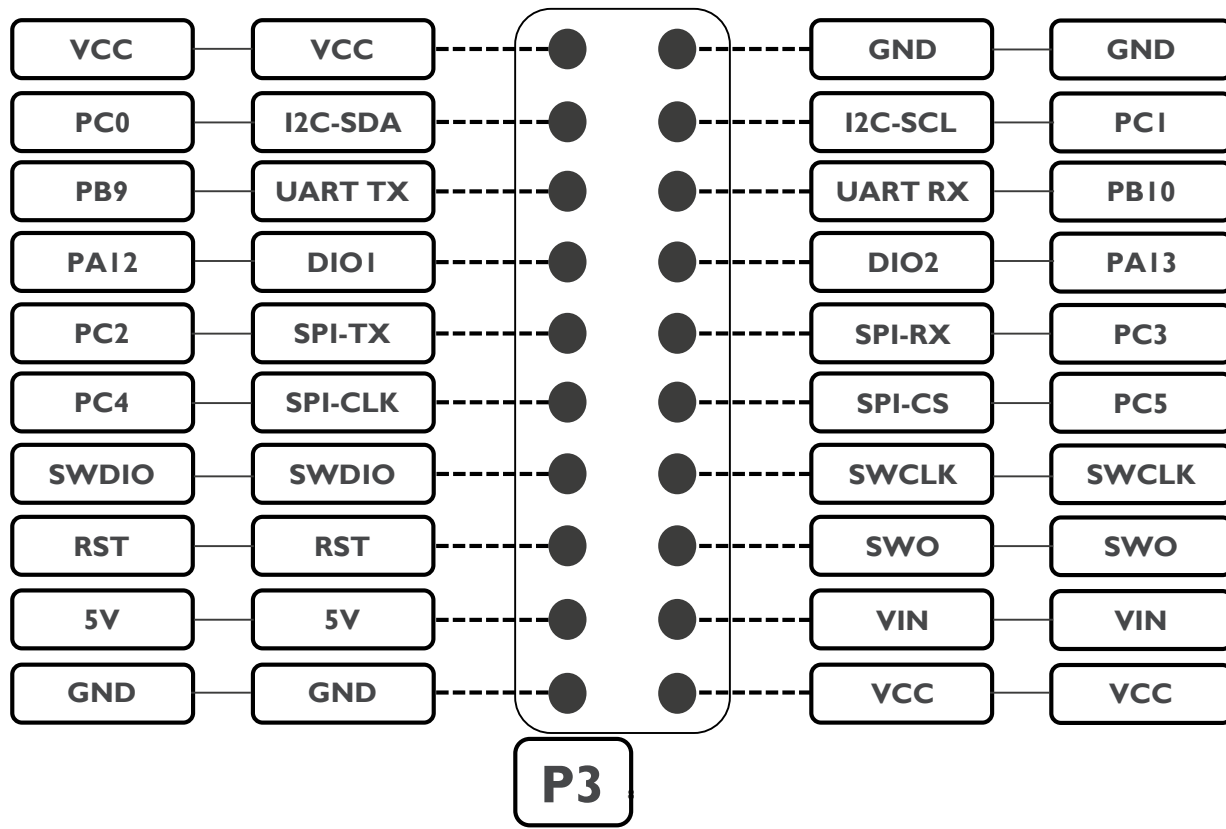 VCC VCC GND GND
PC0 I2C-SDA I2C-SCL PC1
PB9 UART TX UART RX PB10
PA12 DIO1 DIO2 PA13
PC2 SPI-TX SPI-RX PC3
PC4 SPI-CLK SPI-CS PC5
SWDIO SWDIO SWCLK SWCLK
RST RST SWO SWO
5V 5V VIN VIN
GND GND VCC VCC
P3